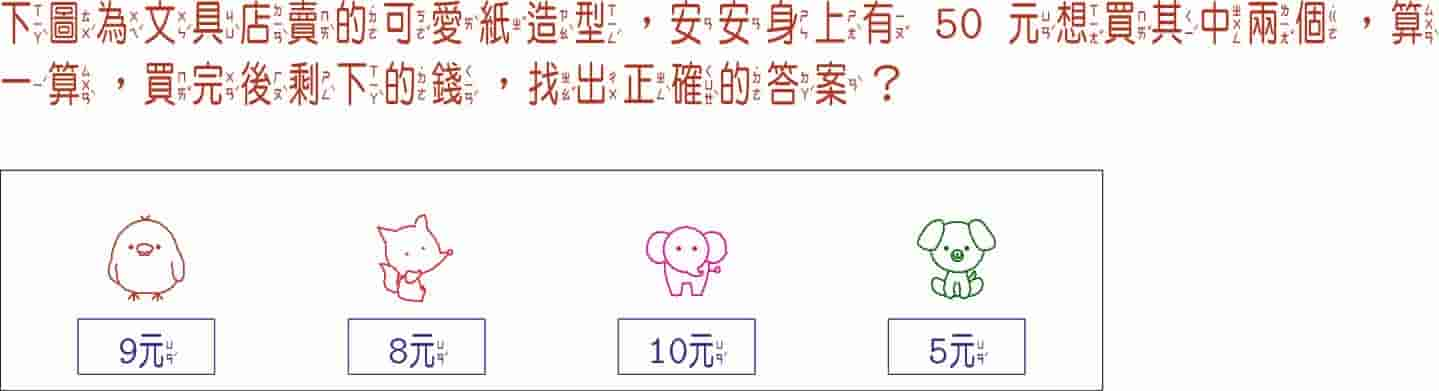 下圖為文具店賣的可愛紙造型，安安身上有 50 元想買其中兩個，算
一算，買完後剩下的錢，找出正確的答案？
9元 8元 10元 5元